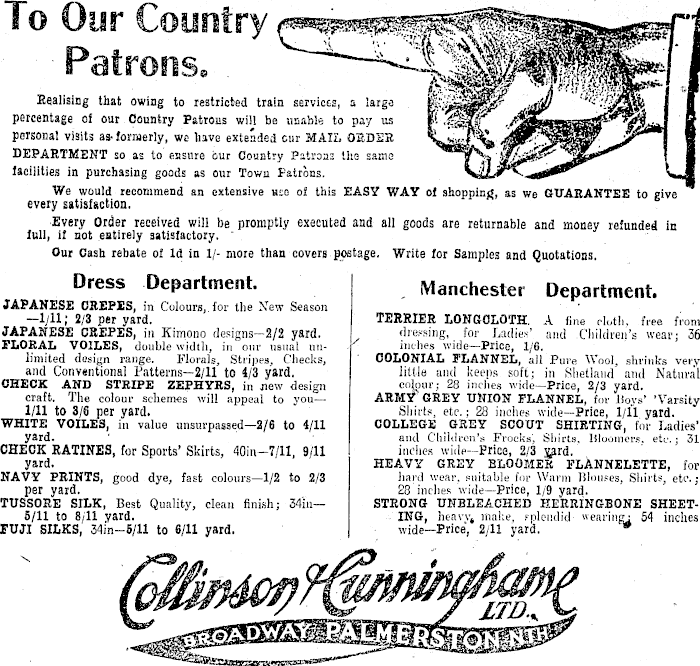 To Our Country
Patrons.
Realising that owing to restricted train services, a large
percentage of our Country Patrons will be unable to pay us
personal visits as formerly, we have extended our MAIL ORDER
DEPARTMENT so as to ensure our Country Patrons the same
facilities in purchasing goods as our Town Patrons.
We would recommend an extensive use of this EASY WAY of shopping, as we GUARANTEE to give
every satisfaction.
Every Order received will be promptly executed and all goods are returnable and money refunded in
full, if not entirely satisfactory.
Our Cash rebate of 1d in 1/- more than covers postage. Write for Samples and Quotations.
Dress Department.
JAPANESE CREPES, in Colours, for the New Season
—1/11; 2/3 per yard.
JAPANESE CREPES, in Kimono designs—2/2 yard.
FLORAL VOILES, double width, in our usual un-
limited design range. Florals, Stripes, Checks,
and Conventional Patterns—2/11 to 4/3 yard.
CHECK AND STRIPE ZEPHYRS, in new design
craft. The colour schemes will appeal to you—
1/11 to 3/6 per yard.
WHITE VOILES, in value unsurpassed—2/6 to 4/11
yard.
CHECK RATINES, for Sports' Skirts, 40in—7/11, 9/11
yard.
NAVY PRINTS, good dye, fast colours—1/2 to 2/3
per yard.
TUSSORE SILK, Best Quality, clean finish; 34in—
5/11 to 8/11 yard.
FUJI SILKS, 34in—5/11 to 6/11 yard.
Manchester Department.
TERRIER LONGCLOTH. A fine cloth, free from
dressing, for Ladies' and Children's wear; 36
inches wide—Price, 1/6.
COLONIAL FLANNEL, all Pure Wool, shrinks very
little and keeps soft; in Shetland and Natural
colour; 28 inches wide—Price, 2/3 yard.
ARMY GREY UNION FLANNEL, for Boys' 'Varsity
Shirts, etc.; 28 inches wide—Price, 1/11 yard.
COLLEGE GREY SCOUT SHIRTING, for Ladies'
and Children's Frocks, Shirts, Bloomers, etc.; 31
inches wide—Price, 2/3 yard.
HEAVY GREY BLOOMER FLANNELETTE, for
hard wear, suitable for Warm Blouses, Shirts, etc.;
28 inches wide—Price, 1/9 yard.
STRONG UNBLEACHED HERRINGBONE SHEET-
ING, heavy make, splendid wearing; 54 inches
wide—Price, 2/11 yard.
Collinson & Cunninghame
LTD.
BROADWAY PALMERSTON NTH.